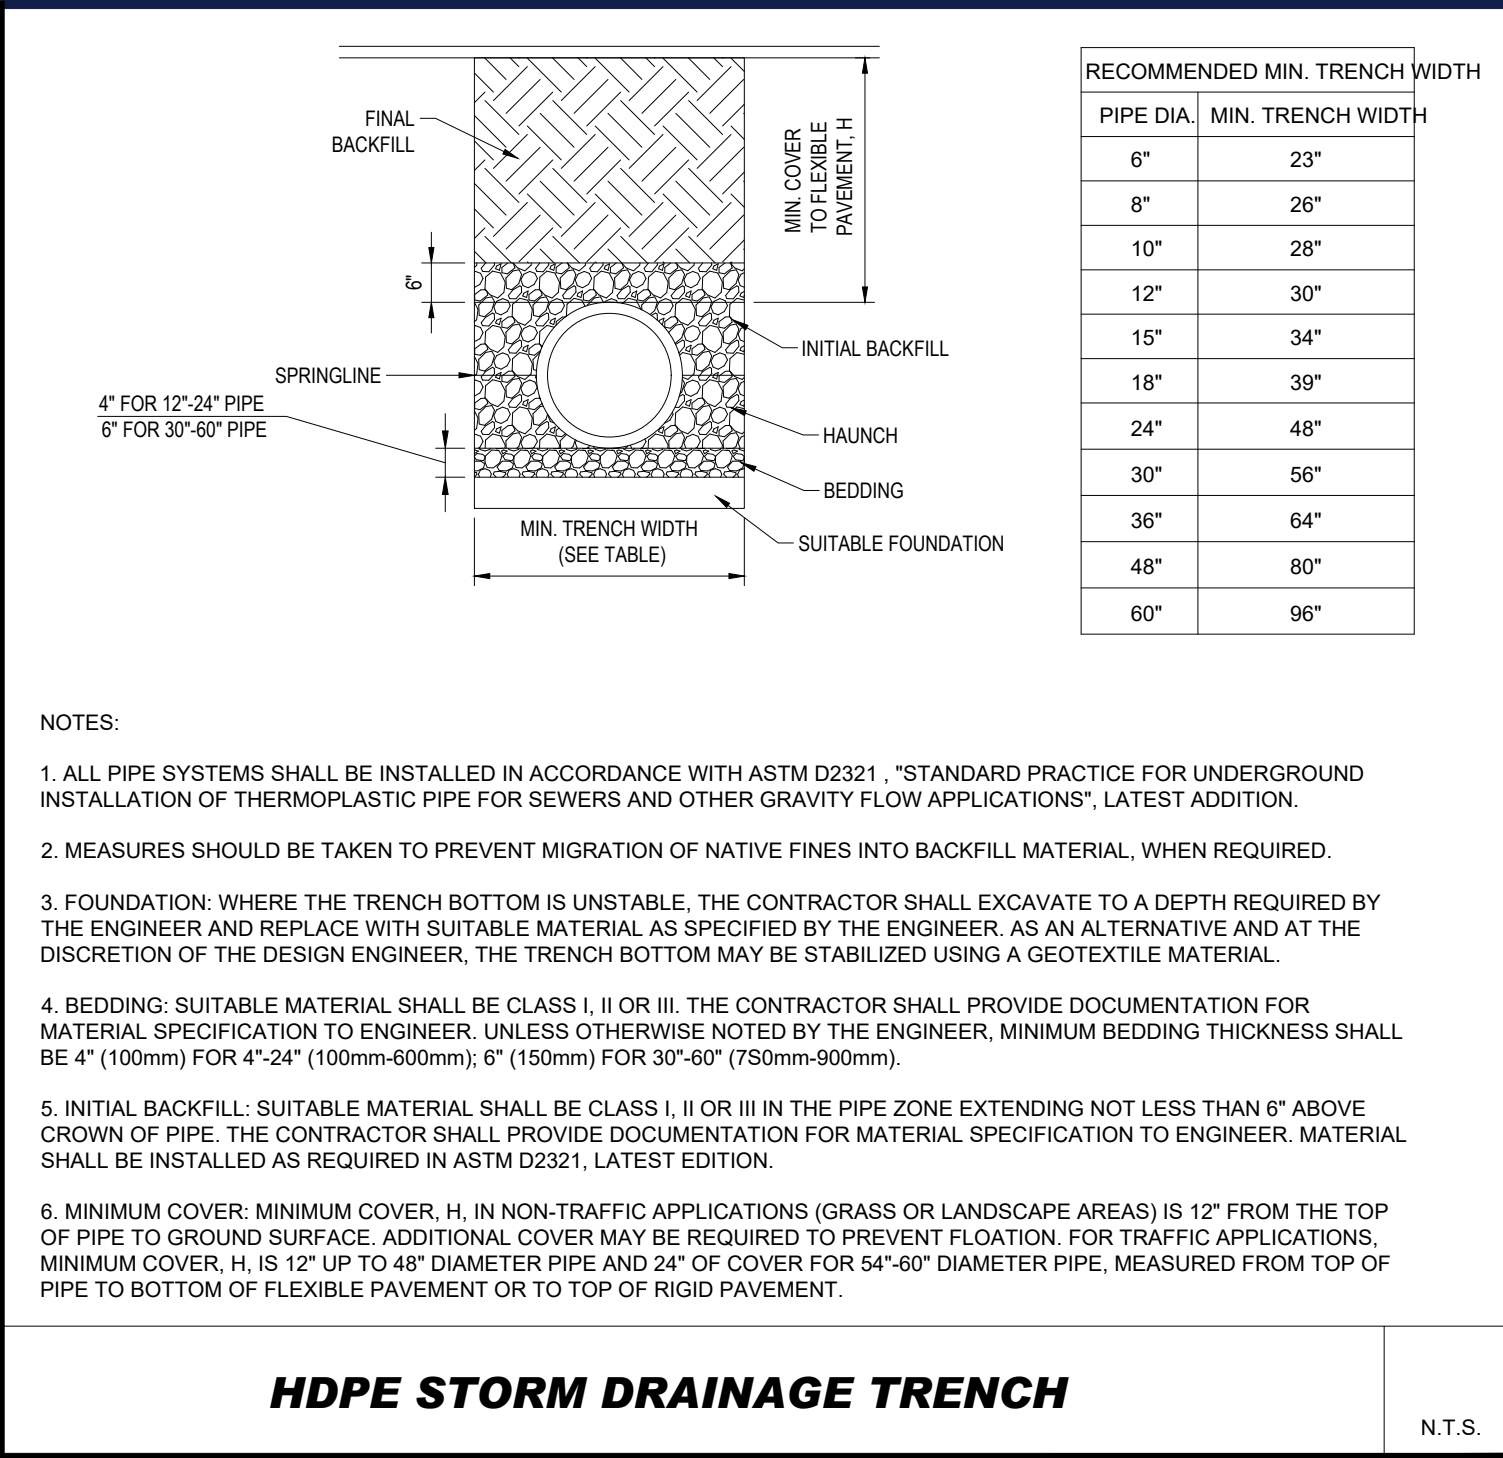 FINAL
BACKFILL
MIN. COVER
TO FLEXIBLE
PAVEMENT, H
6"
INITIAL BACKFILL
SPRINGLINE
4" FOR 12"-24" PIPE
6" FOR 30"-60" PIPE
HAUNCH
BEDDING
MIN. TRENCH WIDTH
(SEE TABLE)
SUITABLE FOUNDATION
RECOMMENDED MIN. TRENCH WIDTH
PIPE DIA. MIN. TRENCH WIDTH
6" 23"
8" 26"
10" 28"
12" 30"
15" 34"
18" 39"
24" 48"
30" 56"
36" 64"
48" 80"
60" 96"
NOTES:
1. ALL PIPE SYSTEMS SHALL BE INSTALLED IN ACCORDANCE WITH ASTM D2321 , "STANDARD PRACTICE FOR UNDERGROUND
INSTALLATION OF THERMOPLASTIC PIPE FOR SEWERS AND OTHER GRAVITY FLOW APPLICATIONS", LATEST ADDITION.
2. MEASURES SHOULD BE TAKEN TO PREVENT MIGRATION OF NATIVE FINES INTO BACKFILL MATERIAL, WHEN REQUIRED.
3. FOUNDATION: WHERE THE TRENCH BOTTOM IS UNSTABLE, THE CONTRACTOR SHALL EXCAVATE TO A DEPTH REQUIRED BY
THE ENGINEER AND REPLACE WITH SUITABLE MATERIAL AS SPECIFIED BY THE ENGINEER. AS AN ALTERNATIVE AND AT THE
DISCRETION OF THE DESIGN ENGINEER, THE TRENCH BOTTOM MAY BE STABILIZED USING A GEOTEXTILE MATERIAL.
4. BEDDING: SUITABLE MATERIAL SHALL BE CLASS I, II OR III. THE CONTRACTOR SHALL PROVIDE DOCUMENTATION FOR
MATERIAL SPECIFICATION TO ENGINEER. UNLESS OTHERWISE NOTED BY THE ENGINEER, MINIMUM BEDDING THICKNESS SHALL
BE 4" (100mm) FOR 4"-24" (100mm-600mm); 6" (150mm) FOR 30"-60" (7S0mm-900mm).
5. INITIAL BACKFILL: SUITABLE MATERIAL SHALL BE CLASS I, II OR III IN THE PIPE ZONE EXTENDING NOT LESS THAN 6" ABOVE
CROWN OF PIPE. THE CONTRACTOR SHALL PROVIDE DOCUMENTATION FOR MATERIAL SPECIFICATION TO ENGINEER. MATERIAL
SHALL BE INSTALLED AS REQUIRED IN ASTM D2321, LATEST EDITION.
6. MINIMUM COVER: MINIMUM COVER, H, IN NON-TRAFFIC APPLICATIONS (GRASS OR LANDSCAPE AREAS) IS 12" FROM THE TOP
OF PIPE TO GROUND SURFACE. ADDITIONAL COVER MAY BE REQUIRED TO PREVENT FLOATION. FOR TRAFFIC APPLICATIONS,
MINIMUM COVER, H, IS 12" UP TO 48" DIAMETER PIPE AND 24" OF COVER FOR 54"-60" DIAMETER PIPE, MEASURED FROM TOP OF
PIPE TO BOTTOM OF FLEXIBLE PAVEMENT OR TO TOP OF RIGID PAVEMENT.
HDPE STORM DRAINAGE TRENCH
N.T.S.